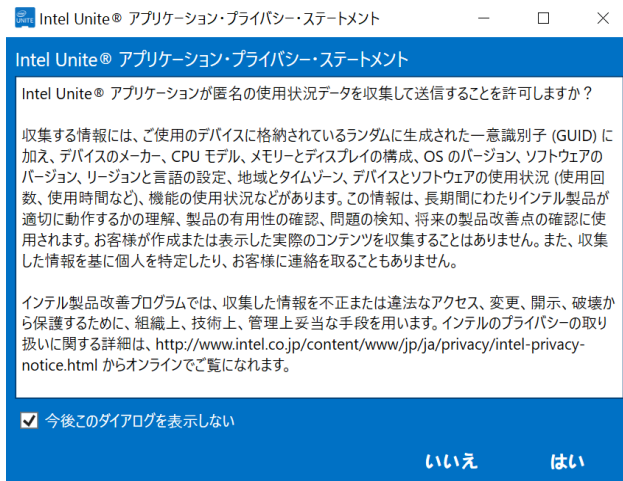 Intel Unite® アプリケーション・プライバシー・ステートメント
Intel Unite® アプリケーション・プライバシー・ステートメント
Intel Unite® アプリケーションが匿名の使用状況データを収集して送信することを許可しますか？
収集する情報には、ご使用のデバイスに格納されているランダムに生成された一意識別子 (GUID) に
加え、デバイスのメーカー、CPU モデル、メモリーとディスプレイの構成、OS のバージョン、ソフトウェアの
バージョン、リージョンと言語の設定、地域とタイムゾーン、デバイスとソフトウェアの使用状況 (使用回
数、使用時間など)、機能の使用状況などがあります。この情報は、長期間にわたりインテル製品が
適切に動作するかの理解、製品の有用性の確認、問題の検知、将来の製品改善点の確認に使
用されます。お客様が作成または表示した実際のコンテンツを収集することはありません。また、収集
した情報を基に個人を特定したり、お客様に連絡を取ることもありません。
インテル製品改善プログラムでは、収集した情報を不正または違法なアクセス、変更、開示、破壊か
ら保護するために、組織上、技術上、管理上妥当な手段を用います。インテルのプライバシーの取り
扱いに関する詳細は、http://www.intel.co.jp/content/www/jp/ja/privacy/intel-privacy-
notice.html からオンラインでご覧になれます。
今後このダイアログを表示しない
いいえ はい